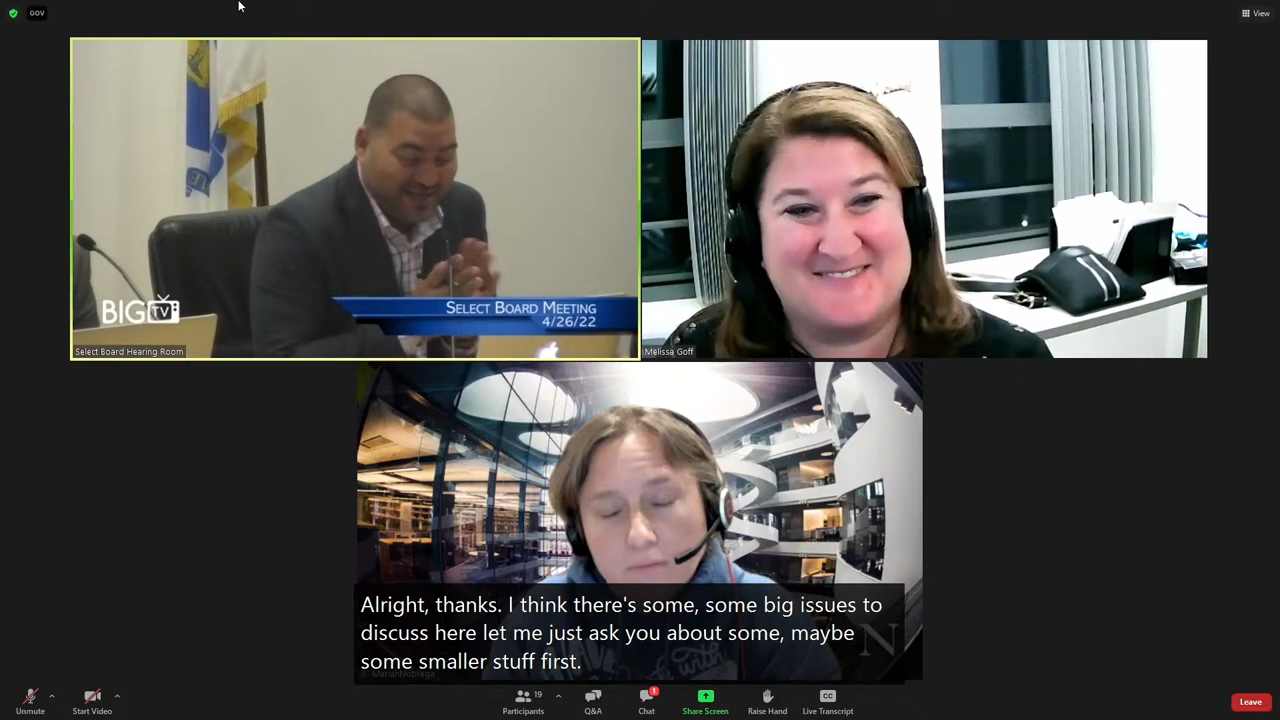 GOV
View
BIG TV
SELECT BOARD MEETING
4/26/22
Select Board Hearing Room
Melissa Goff
Alright, thanks. I think there's some, some big issues to
discuss here let me just ask you about some, maybe
some smaller stuff first.
MariahNobrega
N
Unmute
Start Video
19
Participants
Q&A
1
Chat
Share Screen
Raise Hand
CC
Live Transcript
Leave